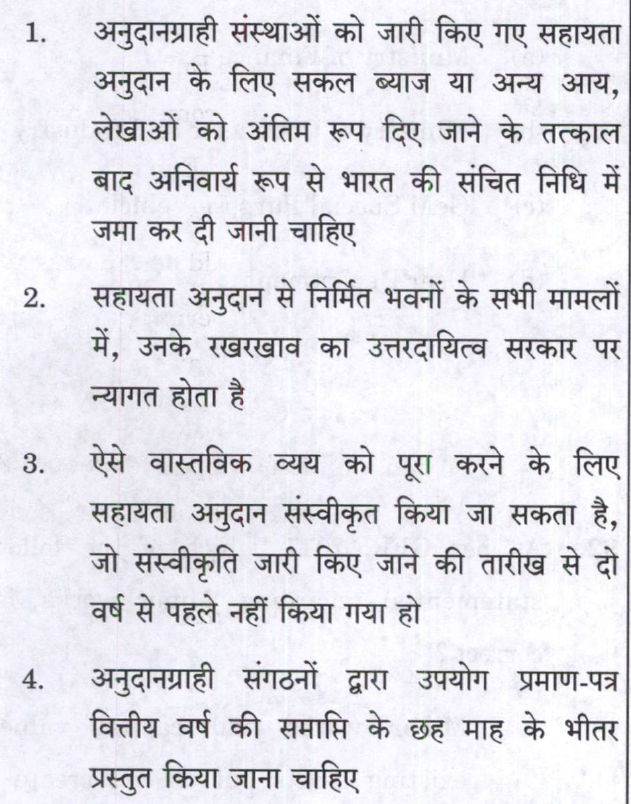 1. अनुदानग्राही संस्थाओं को जारी किए गए सहायता
अनुदान के लिए सकल ब्याज या अन्य आय,
लेखाओं को अंतिम रूप दिए जाने के तत्काल
बाद अनिवार्य रूप से भारत की संचित निधि में
जमा कर दी जानी चाहिए
2. सहायता अनुदान से निर्मित भवनों के सभी मामलों
में, उनके रखरखाव का उत्तरदायित्व सरकार पर
न्यागत होता है
3. ऐसे वास्तविक व्यय को पूरा करने के लिए
सहायता अनुदान संस्वीकृत किया जा सकता है,
जो सस्वीकृति जारी किए जाने की तारीख से दो
वर्ष से पहले नहीं किया गया हो
4. अनुदानग्राही संगठनों द्वारा उपयोग प्रमाण-पत्र
वित्तीय वर्ष की समाप्ति के छह माह के भीतर
प्रस्तुत किया जाना चाहिए